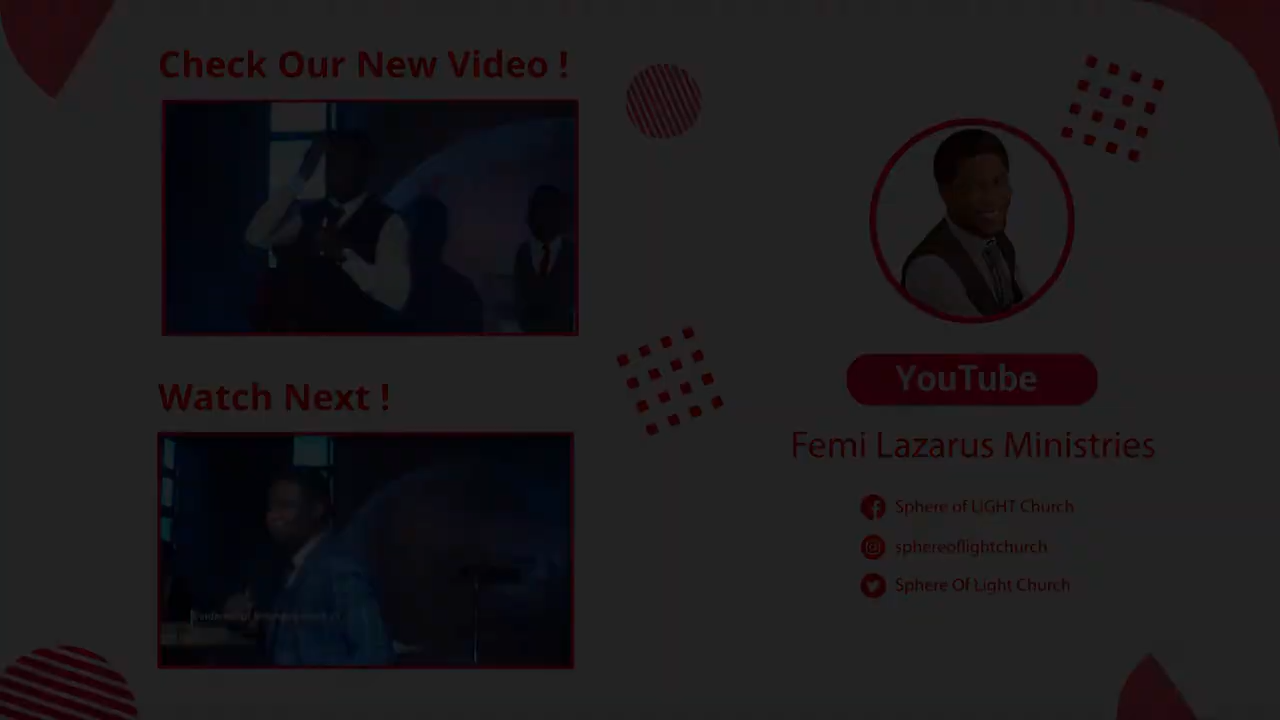 Check Our New Video !
Watch Next !
YouTube
Femi Lazarus Ministries
Sphere of LIGHT Church
sphereoflightchurch
Sphere Of Light Church